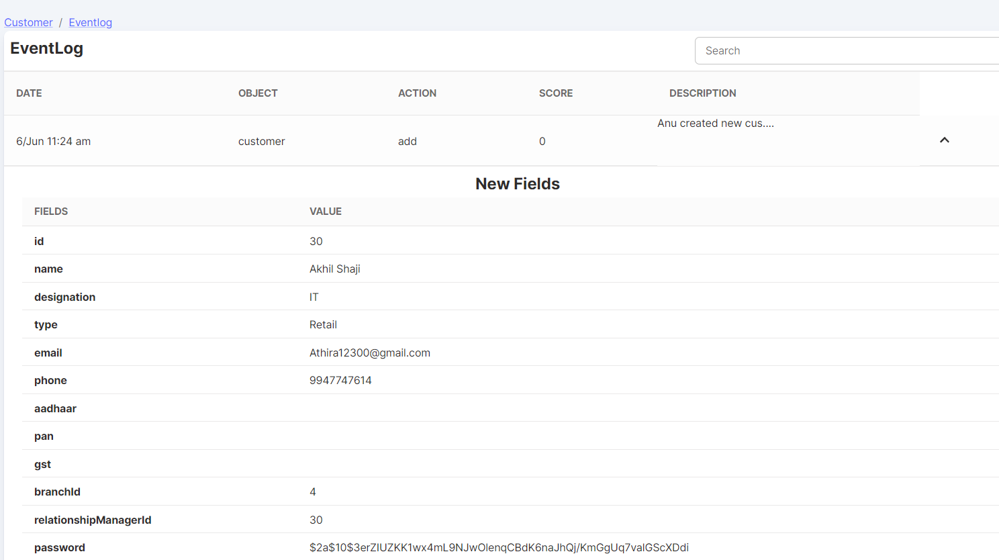 Customer / Eventlog
EventLog
Search
DATE OBJECT ACTION SCORE DESCRIPTION
Anu created new cus....
6/Jun 11:24 am customer add 0
New Fields
FIELDS VALUE
id 30
name Akhil Shaji
designation IT
type Retail
email Athira12300@gmail.com
phone 9947747614
aadhaar
pan
gst
branchId 4
relationshipManagerId 30
password $2a$10$3erZIUZKK1wx4mL9NJwOlenqCBdK6naJhQj/KmGgUq7valGScXDdi